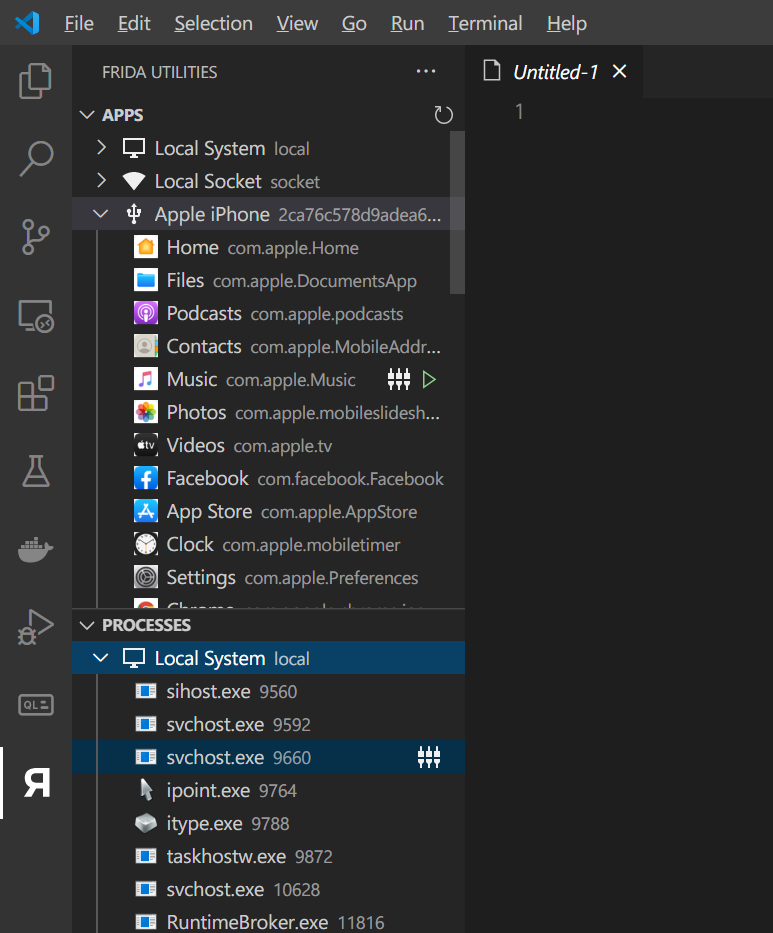 File Edit Selection View Go Run Terminal Help
FRIDA UTILITIES ...
Untitled-1
1
APPS
Local System local
Local Socket socket
Apple iPhone 2ca76c578d9adea6...
Home com.apple.Home
Files com.apple.DocumentsApp
Podcasts com.apple.podcasts
Contacts com.apple.MobileAddr...
Music com.apple.Music
Photos com.apple.mobileslidesh...
tv Videos com.apple.tv
Facebook com.facebook.Facebook
App Store com.apple.AppStore
Clock com.apple.mobiletimer
Settings com.apple.Preferences
PROCESSES
Local System local
sihost.exe 9560
svchost.exe 9592
svchost.exe 9660
ipoint.exe 9764
QL
itype.exe 9788
Я
taskhostw.exe 9872
svchost.exe 10628
RuntimeBroker.exe 11816